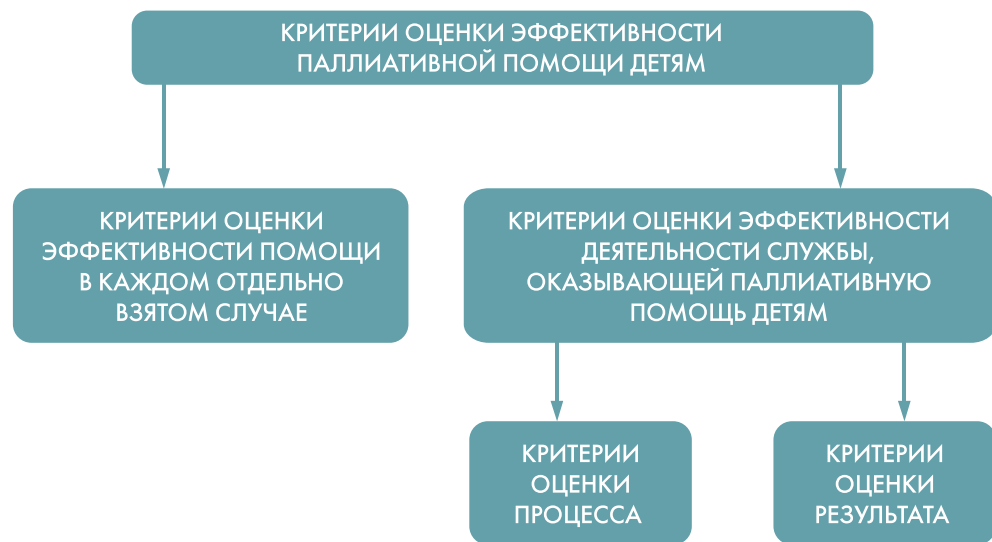 КРИТЕРИИ ОЦЕНКИ ЭФФЕКТИВНОСТИ
ПАЛЛИАТИВНОЙ ПОМОЩИ ДЕТЯМ
КРИТЕРИИ ОЦЕНКИ
ЭФФЕКТИВНОСТИ ПОМОЩИ
В КАЖДОМ ОТДЕЛЬНО
ВЗЯТОМ СЛУЧАЕ
КРИТЕРИИ ОЦЕНКИ ЭФФЕКТИВНОСТИ
ДЕЯТЕЛЬНОСТИ СЛУЖБЫ,
ОКАЗЫВАЮЩЕЙ ПАЛЛИАТИВНУЮ
ПОМОЩЬ ДЕТЯМ
КРИТЕРИИ
ОЦЕНКИ
ПРОЦЕССА
КРИТЕРИИ
ОЦЕНКИ
РЕЗУЛЬТАТА